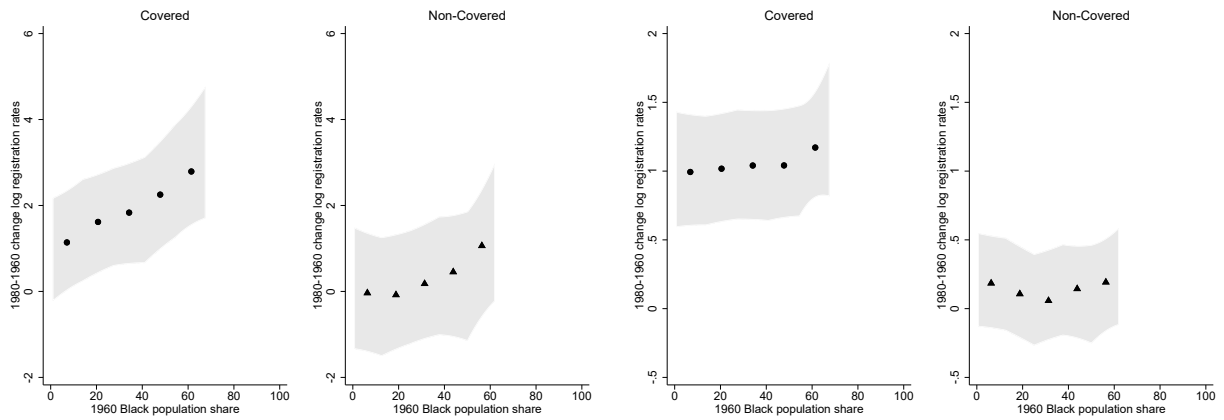 Covered
1980-1960 change log registration rates
6
4
2
0
-2
0 20 40 60 80 100
1960 Black population share
Non-Covered
1980-1960 change log registration rates
6
4
2
0
-2
0 20 40 60 80 100
1960 Black population share
Covered
1980-1960 change log registration rates
2
1.5
1
.5
0
-.5
0 20 40 60 80 100
1960 Black population share
Non-Covered
1980-1960 change log registration rates
2
1.5
1
.5
0
-.5
0 20 40 60 80 100
1960 Black population share